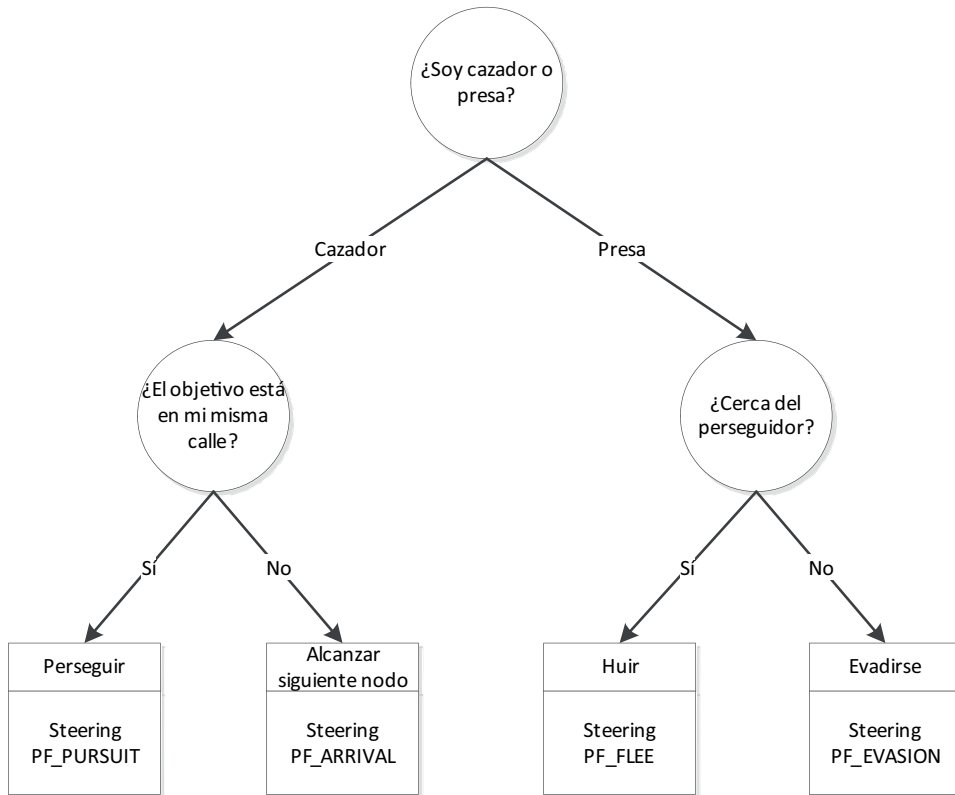 ¿Soy cazador o
presa?
Cazador
Presa
¿El objetivo está
en mi misma
calle?
¿Cerca del
perseguidor?
Sí
No
Sí
No
Perseguir
Steering
PF_PURSUIT
Alcanzar
siguiente nodo
Steering
PF_ARRIVAL
Huir
Steering
PF_FLEE
Evadirse
Steering
PF_EVASION